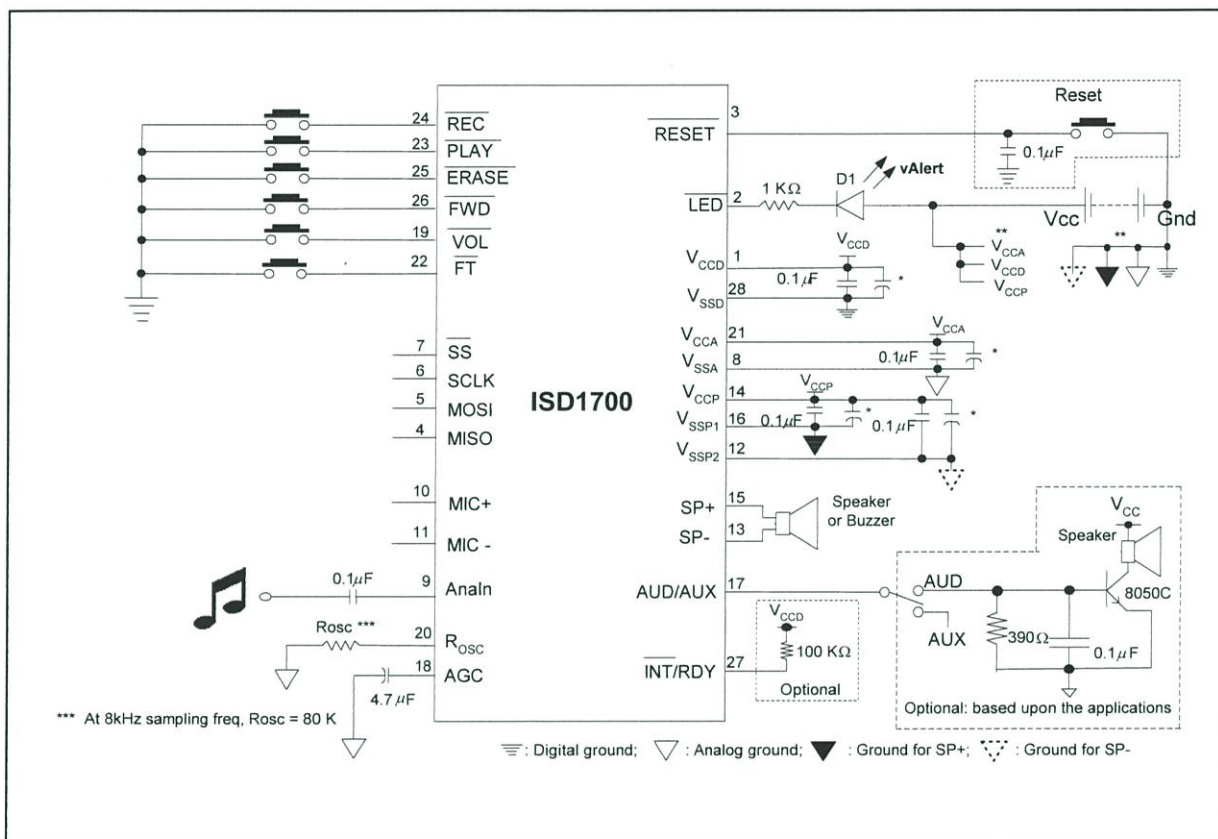 24 REC
23 PLAY
25 ERASE
26 FWD
19 VOL
22 FT
7 SS
6 SCLK
5 MOSI
4 MISO
10 MIC+
11 MIC -
0.1μF 9 AnaIn
Rosc *** 20 ROSC
4.7μF 18 AGC
*** At 8kHz sampling freq, Rosc = 80 K
ISD1700
Reset
RESET 3
0.1μF
LED 2 1 KΩ D1 vAlert
Vcc Gnd
** VCCA
VCCD
VCCP
**
VCCD 1 VCCD
0.1μF *
VSSD 28
VCCA 21 VCCA
0.1μF *
VSSA 8
VCCP 14 VCCP
0.1μF * 0.1μF *
VSSP1 16
VSSP2 12
SP+ 15
Speaker
or Buzzer
SP- 13
AUD/AUX 17
AUD
AUX
VCC
Speaker
8050C
390Ω
0.1μF
Optional: based upon the applications
VCCD
100 KΩ
INT/RDY 27
Optional
: Digital ground; : Analog ground; : Ground for SP+; : Ground for SP-